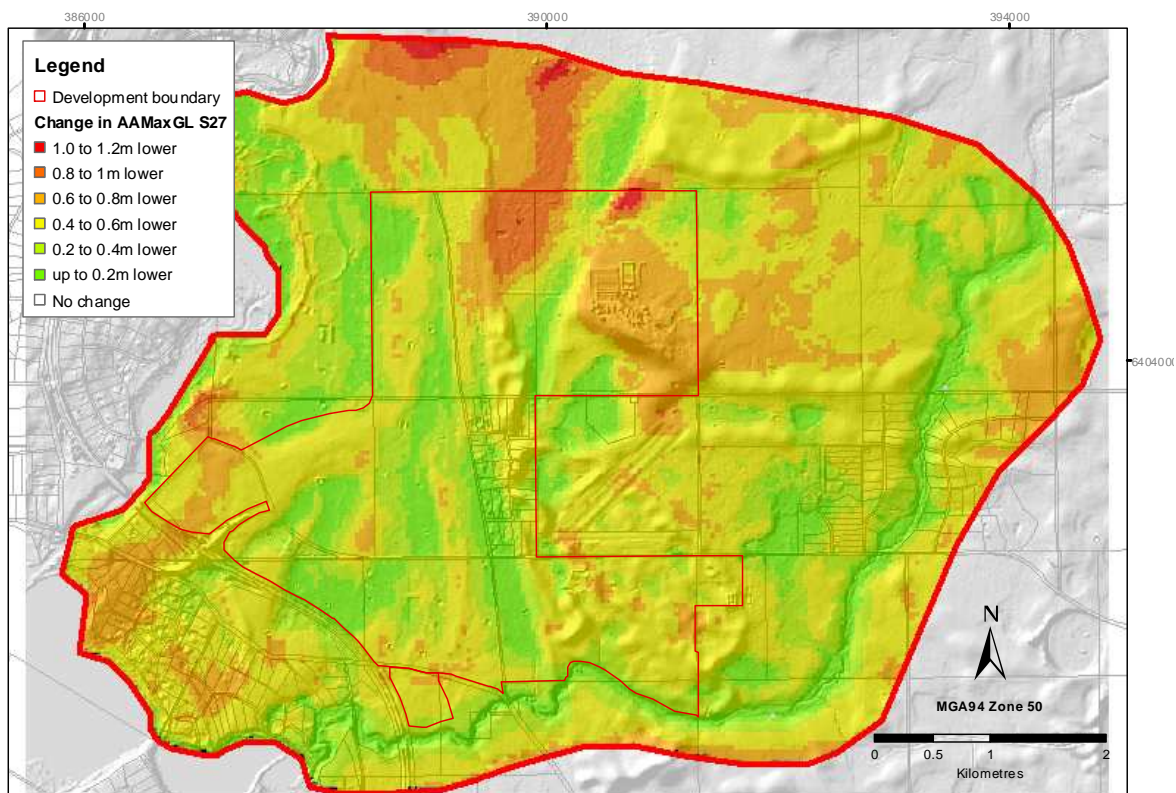 386000
390000
394000
Legend
Development boundary
Change in AAMaxGL S27
1.0 to 1.2m lower
0.8 to 1m lower
0.6 to 0.8m lower
0.4 to 0.6m lower
0.2 to 0.4m lower
up to 0.2m lower
No change
6404000
N
MGA94 Zone 50
0 0.5 1 2
Kilometres